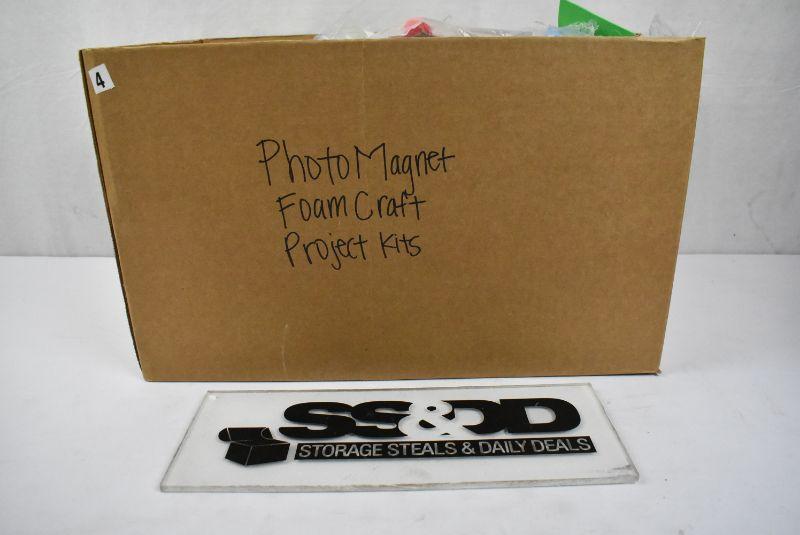 4
Photo Magnet
Foam Craft
Project Kits
SS&DD
STORAGE STEALS & DAILY DEALS